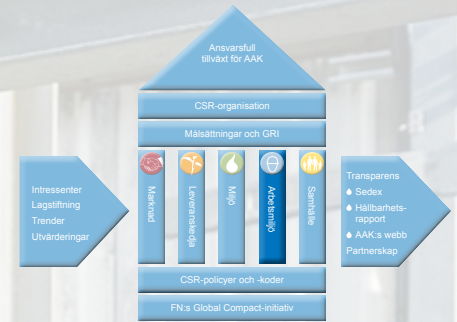 Ansvarsfull
tillväxt för AAK
CSR-organisation
Målsättningar och GRI
Intressenter
Lagstiftning
Trender
Utvärderingar
Marknad
Leveranskedja
Miljö
Arbetsmiljö
Samhälle
Transparens
Sedex
Hållbarhets-
rapport
AAK:s webb
Partnerskap
CSR-policyer och -koder
FN:s Global Compact-initiativ